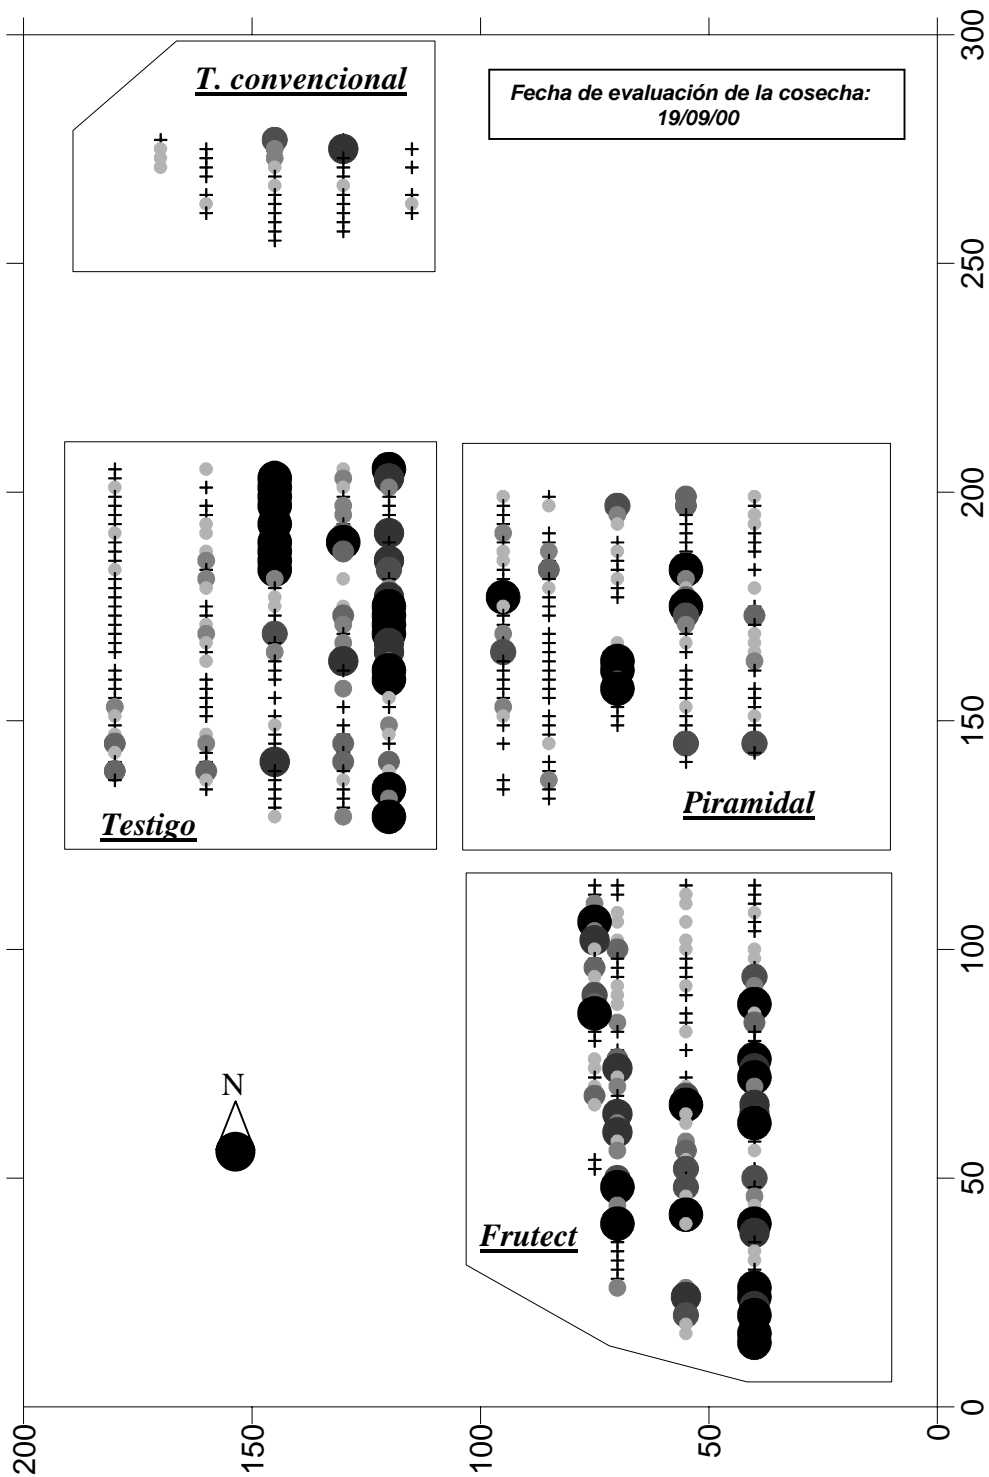 T. convencional
Fecha de evaluación de la cosecha:
19/09/00
Testigo
Piramidal
Frutect
N
300
250
200
150
100
50
0
200
150
100
50
0